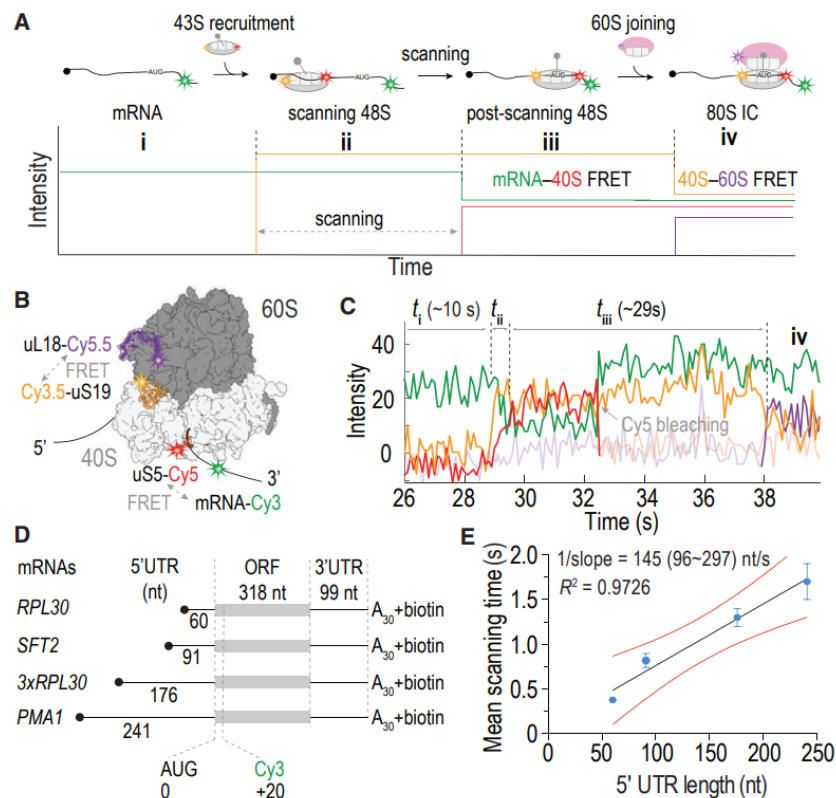 A
43S recruitment
60S joining
scanning
AUG
AUG
AUG
AUG
mRNA
scanning 48S
post-scanning 48S
80S IC
i
ii
iii
iv
Intensity
mRNA–40S FRET
40S–60S FRET
scanning
Time
B
60S
uL18-Cy5.5
FRET
Cy3.5-uS19
5’
40S
uS5-Cy5
3’
FRET
mRNA-Cy3
C
ti (~10 s)
tii
tiii (~29s)
iv
Intensity
40
20
0
Cy5 bleaching
26 28 30 32 34 36 38
Time (s)
D
mRNAs
5’UTR
ORF
3’UTR
(nt)
318 nt
99 nt
RPL30
60
A30+biotin
SFT2
91
A30+biotin
3xRPL30
176
A30+biotin
PMA1
241
A30+biotin
AUG
Cy3
0
+20
E
Mean scanning time (s)
2.0
1.5
1.0
0.5
0
1/slope = 145 (96~297) nt/s
R² = 0.9726
0 50 100 150 200 250
5’ UTR length (nt)